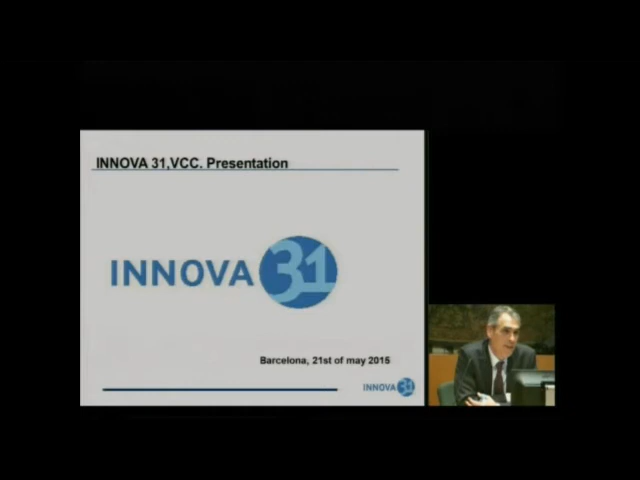 INNOVA 31,VCC. Presentation
INNOVA 31
Barcelona, 21st of may 2015
INNOVA 31